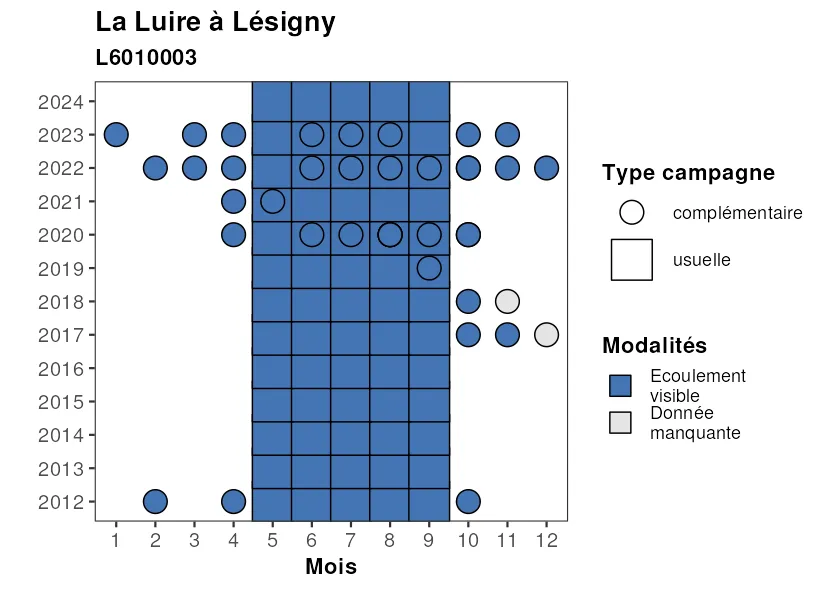 La Luire à Lésigny
L6010003
2024
2023
2022
2021
2020
2019
2018
2017
2016
2015
2014
2013
2012
1 2 3 4 5 6 7 8 9 10 11 12
Mois
Type campagne
complémentaire
usuelle
Modalités
Ecoulement
visible
Donnée
manquante